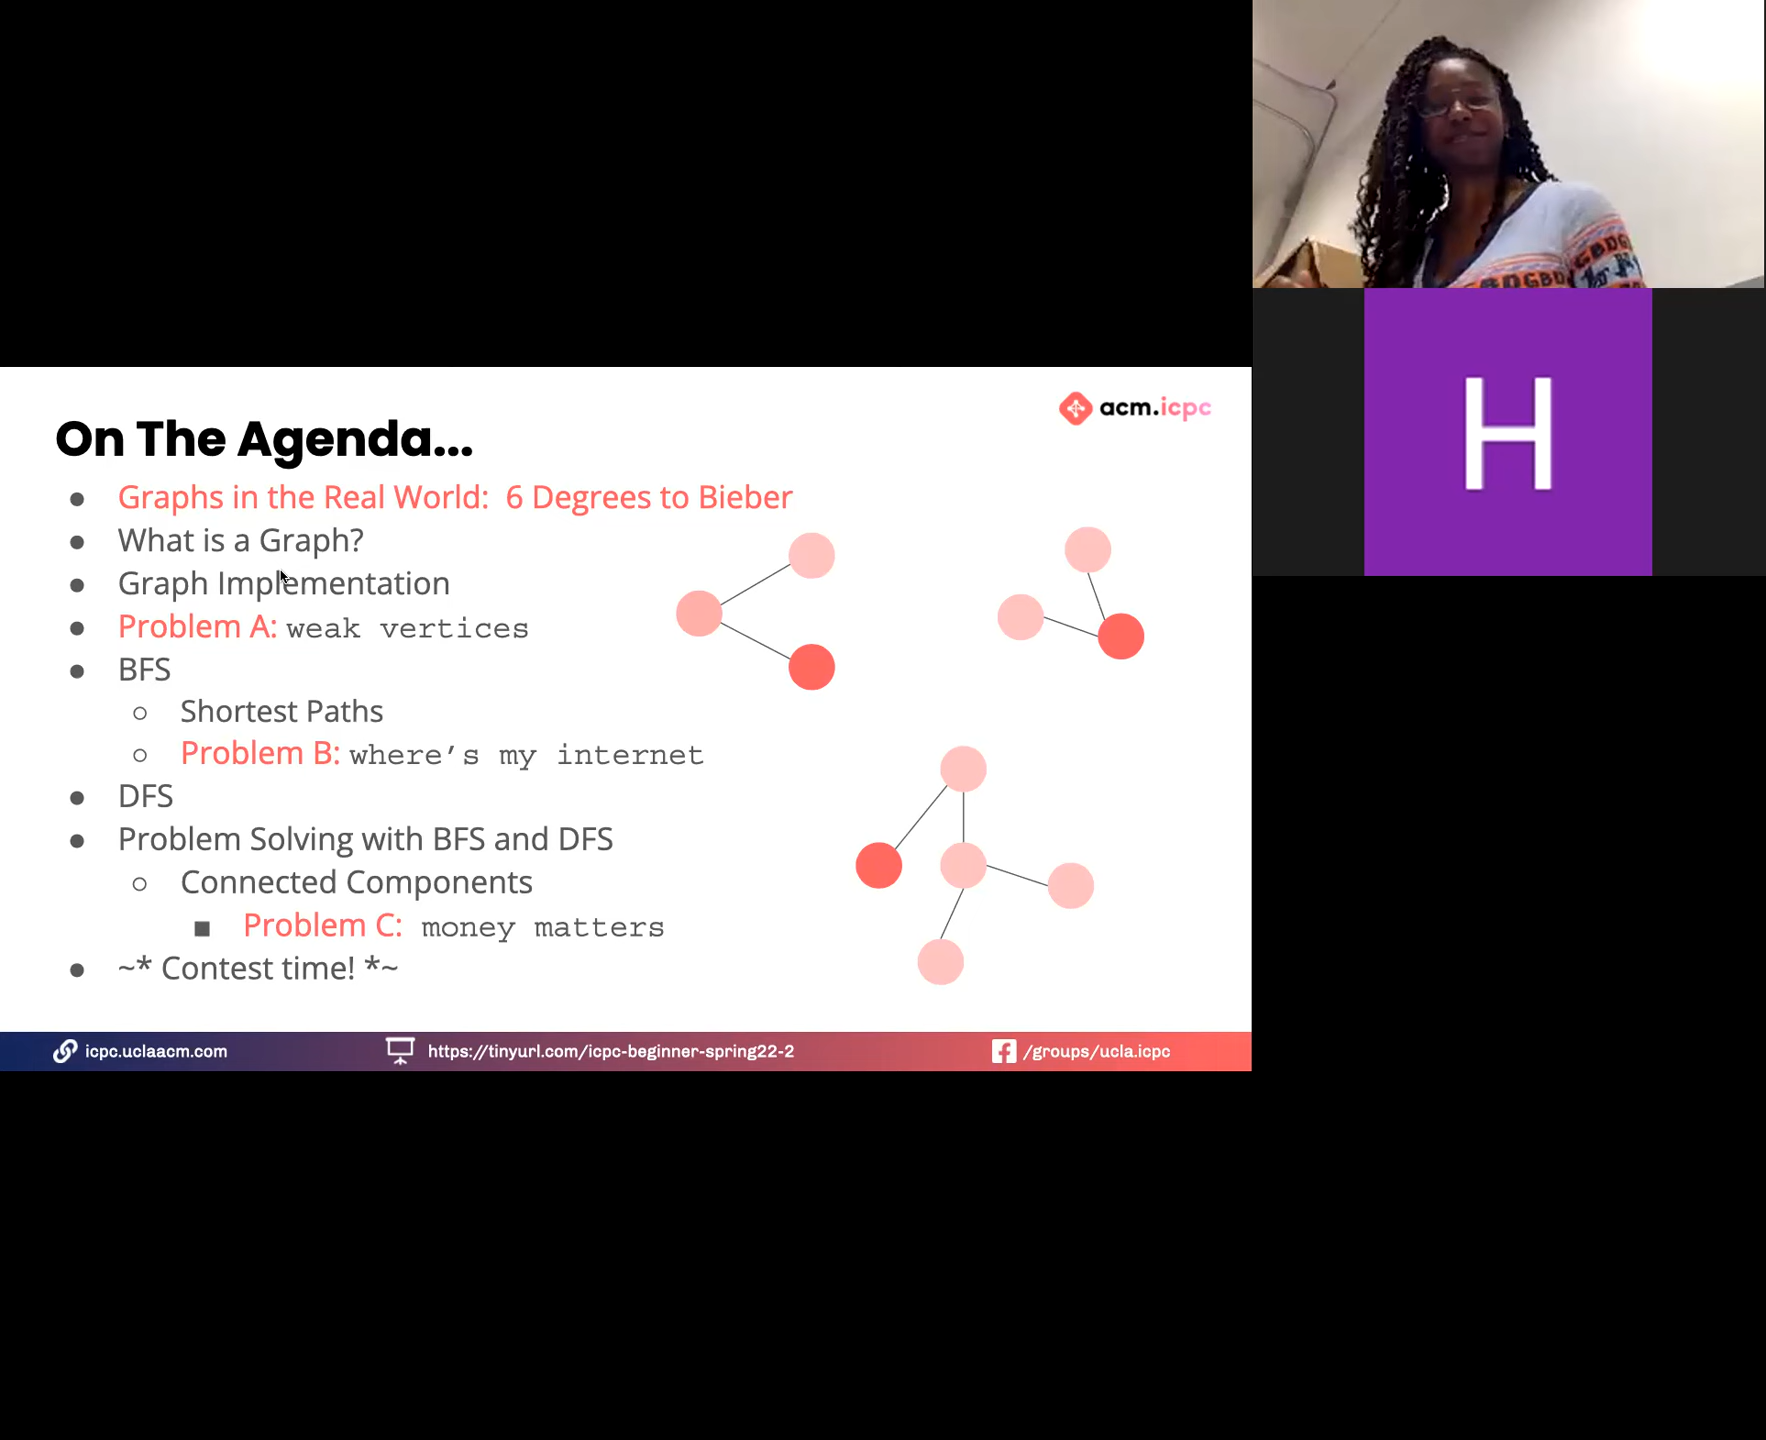 acm.icpc
On The Agenda...
● Graphs in the Real World:  6 Degrees to Bieber
● What is a Graph?
● Graph Implementation
● Problem A: weak vertices
● BFS
○ Shortest Paths
○ Problem B: where’s my internet
● DFS
● Problem Solving with BFS and DFS
○ Connected Components
■ Problem C: money matters
● ~* Contest time! *~
icpc.uclaacm.com
https://tinyurl.com/icpc-beginner-spring22-2
/groups/ucla.icpc
H